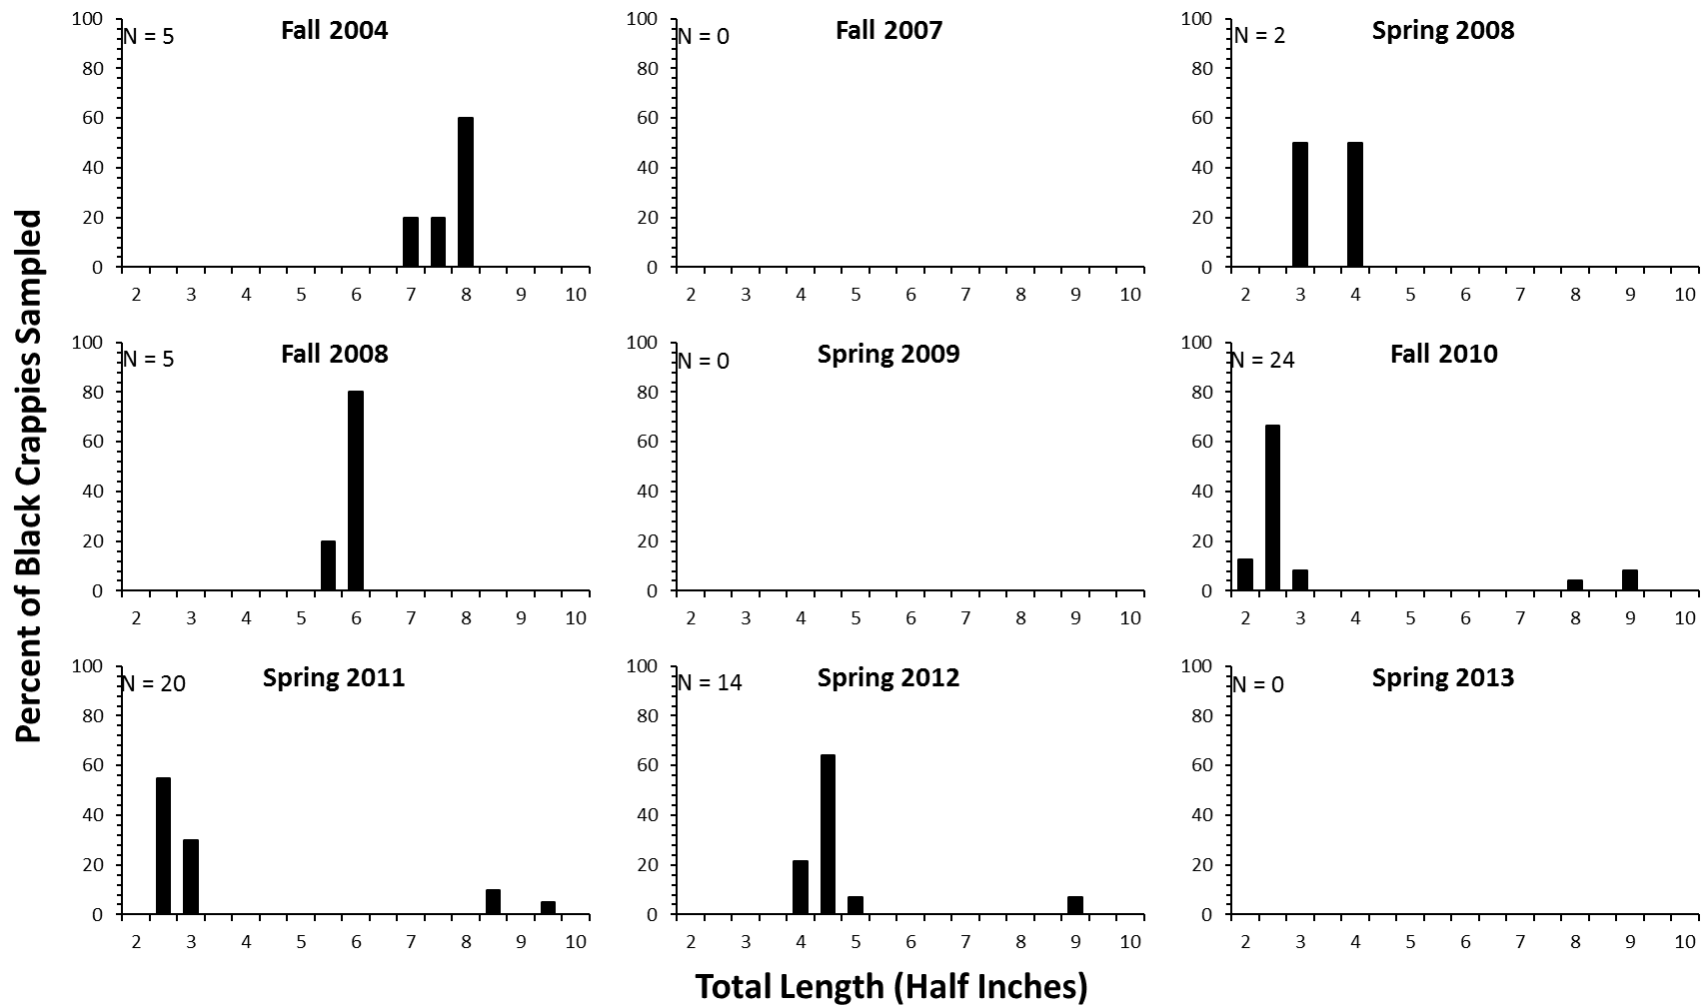 Percent of Black Crappies Sampled
Fall 2004
N = 5
100
80
60
40
20
0
2 3 4 5 6 7 8 9 10
Fall 2007
N = 0
100
80
60
40
20
0
2 3 4 5 6 7 8 9 10
Spring 2008
N = 2
100
80
60
40
20
0
2 3 4 5 6 7 8 9 10
Fall 2008
N = 5
100
80
60
40
20
0
2 3 4 5 6 7 8 9 10
Spring 2009
N = 0
100
80
60
40
20
0
2 3 4 5 6 7 8 9 10
Fall 2010
N = 24
100
80
60
40
20
0
2 3 4 5 6 7 8 9 10
Spring 2011
N = 20
100
80
60
40
20
0
2 3 4 5 6 7 8 9 10
Spring 2012
N = 14
100
80
60
40
20
0
2 3 4 5 6 7 8 9 10
Spring 2013
N = 0
100
80
60
40
20
0
2 3 4 5 6 7 8 9 10
Total Length (Half Inches)